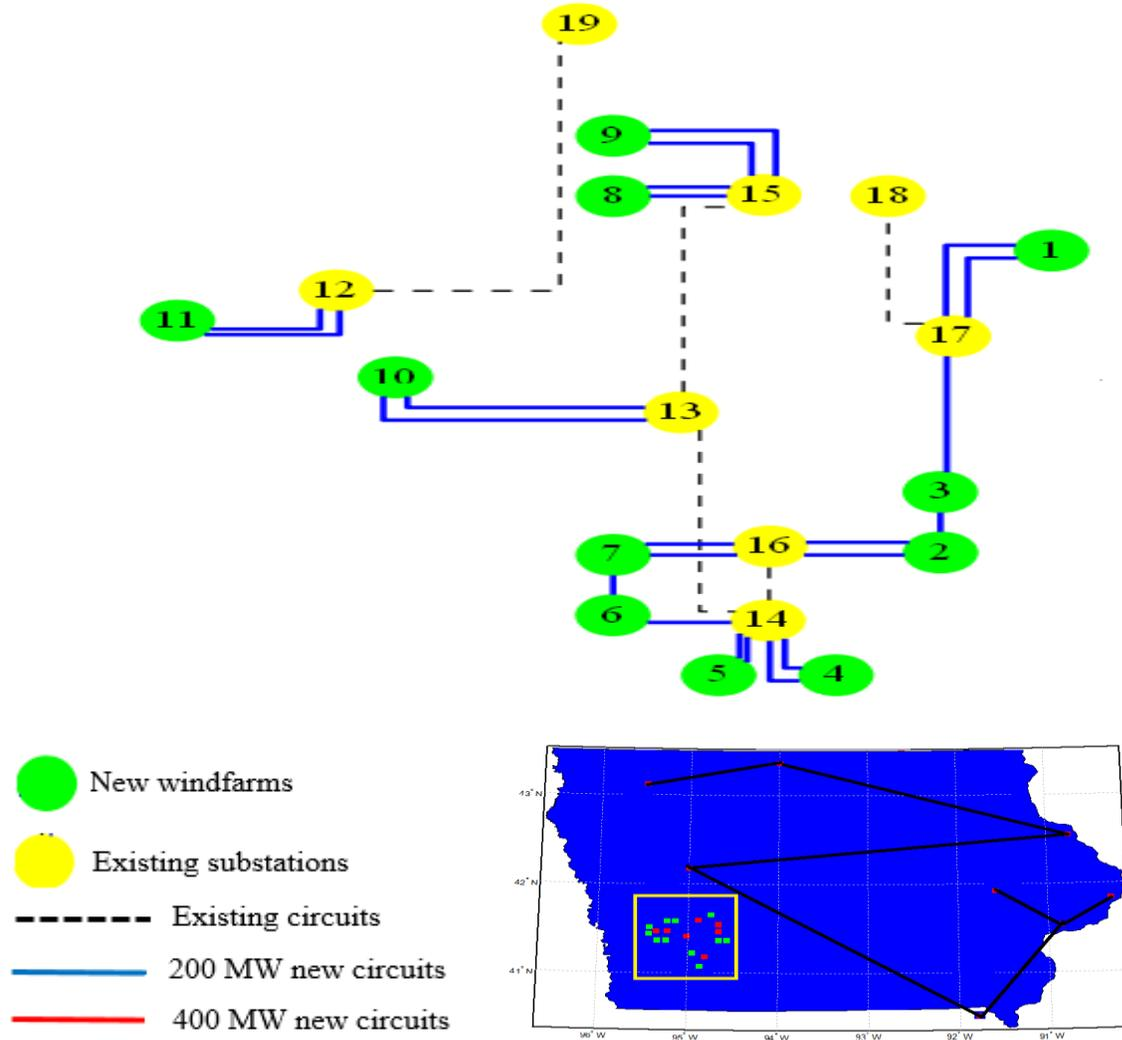 19
9
8
15
18
1
12
11
17
10
13
3
7
16
2
6
14
5
4
New windfarms
Existing substations
Existing circuits
200 MW new circuits
400 MW new circuits
43°N
42°N
41°N
96°W 95°W 94°W 93°W 92°W 91°W